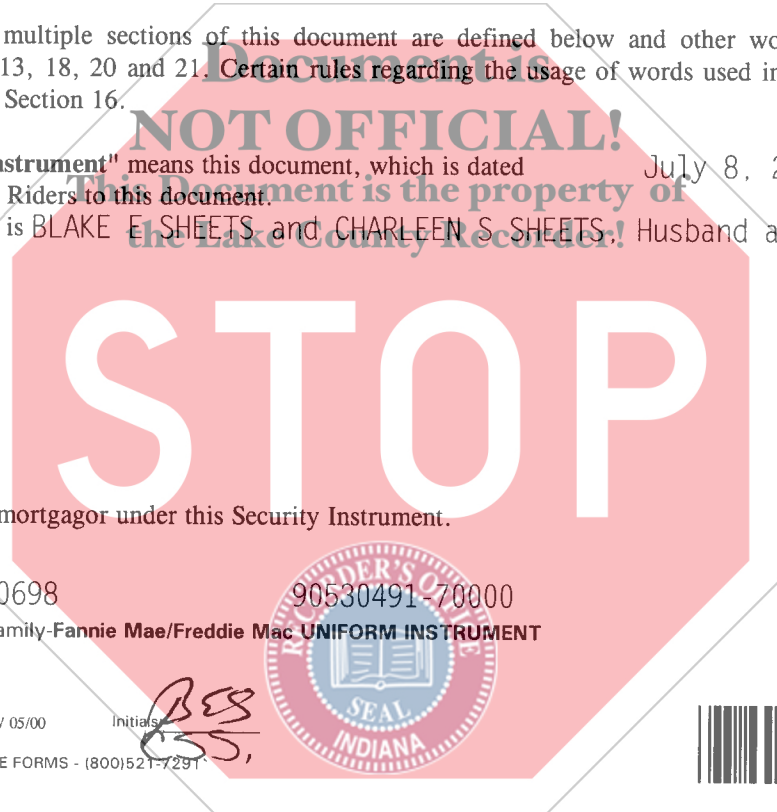 multiple sections of this document are defined below and other wo
13, 18, 20 and 21. Certain rules regarding the usage of words used in
Section 16.
Document is
NOT OFFICIAL!
This Document is the property of
the Lake County Recorder!
nstrument" means this document, which is dated July 8, 2
Riders to this document.
is BLAKE E SHEETS and CHARLEEN S SHEETS, Husband a
STOP
mortgagor under this Security Instrument.
0698 90530491-70000
amily-Fannie Mae/Freddie Mac UNIFORM INSTRUMENT
RECORDER'S OFFICE
SEAL
INDIANA
/ 05/00 Initials BES
CSS,
E FORMS - (800)521-7291